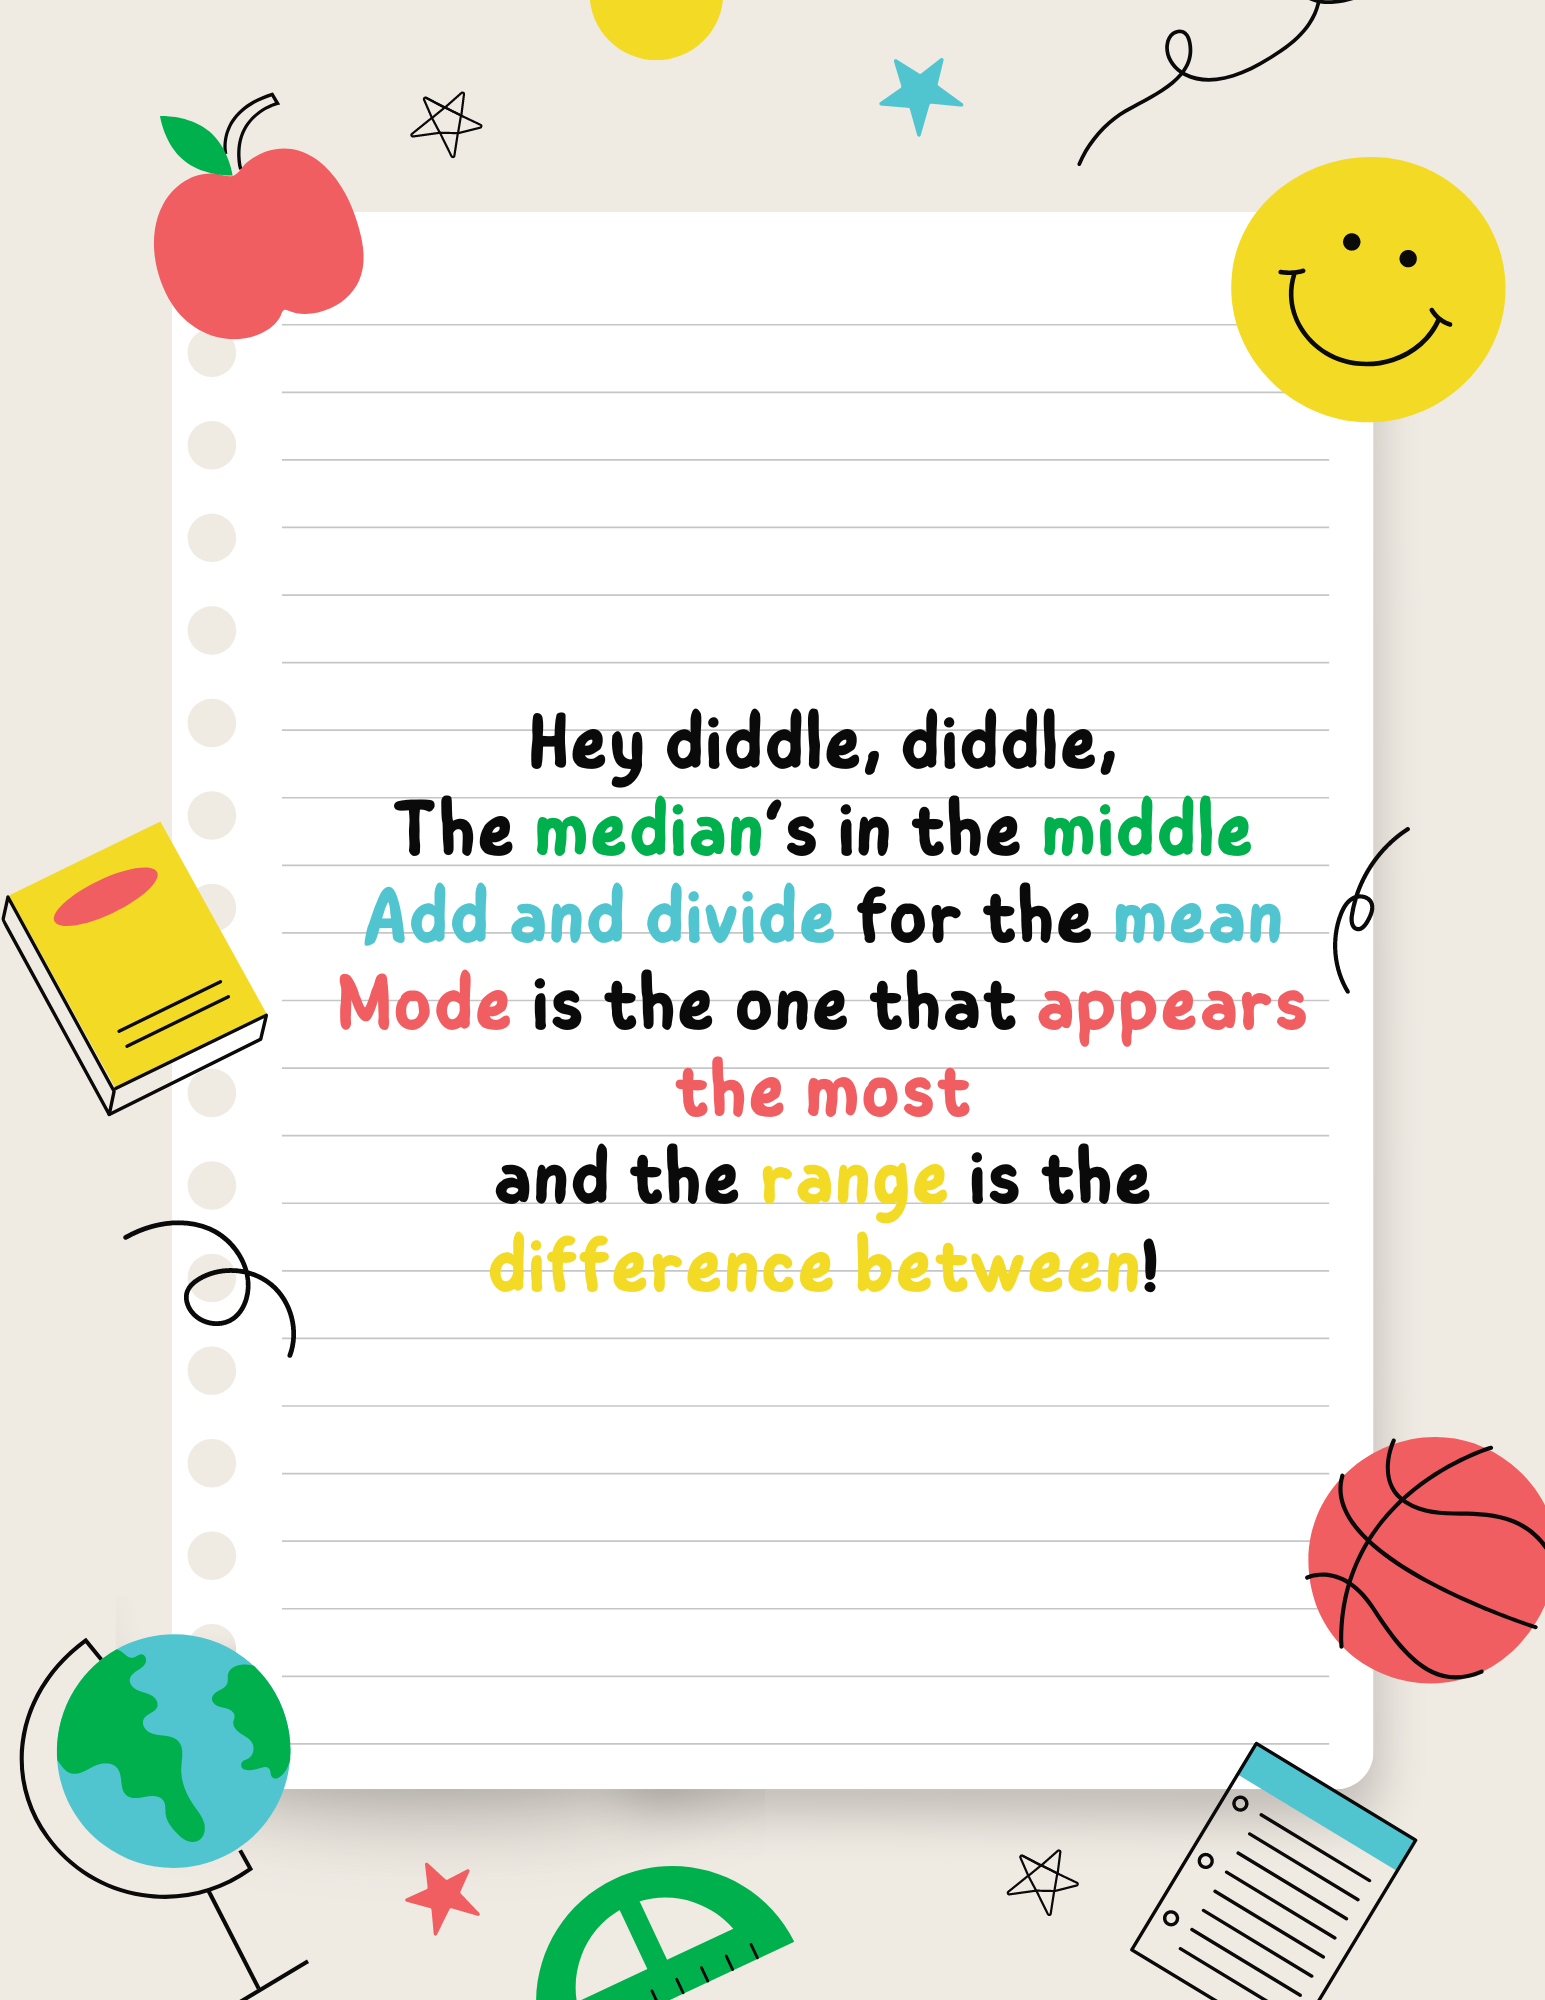 Hey diddle, diddle,
The median's in the middle
Add and divide for the mean
Mode is the one that appears
the most
and the range is the
difference between!